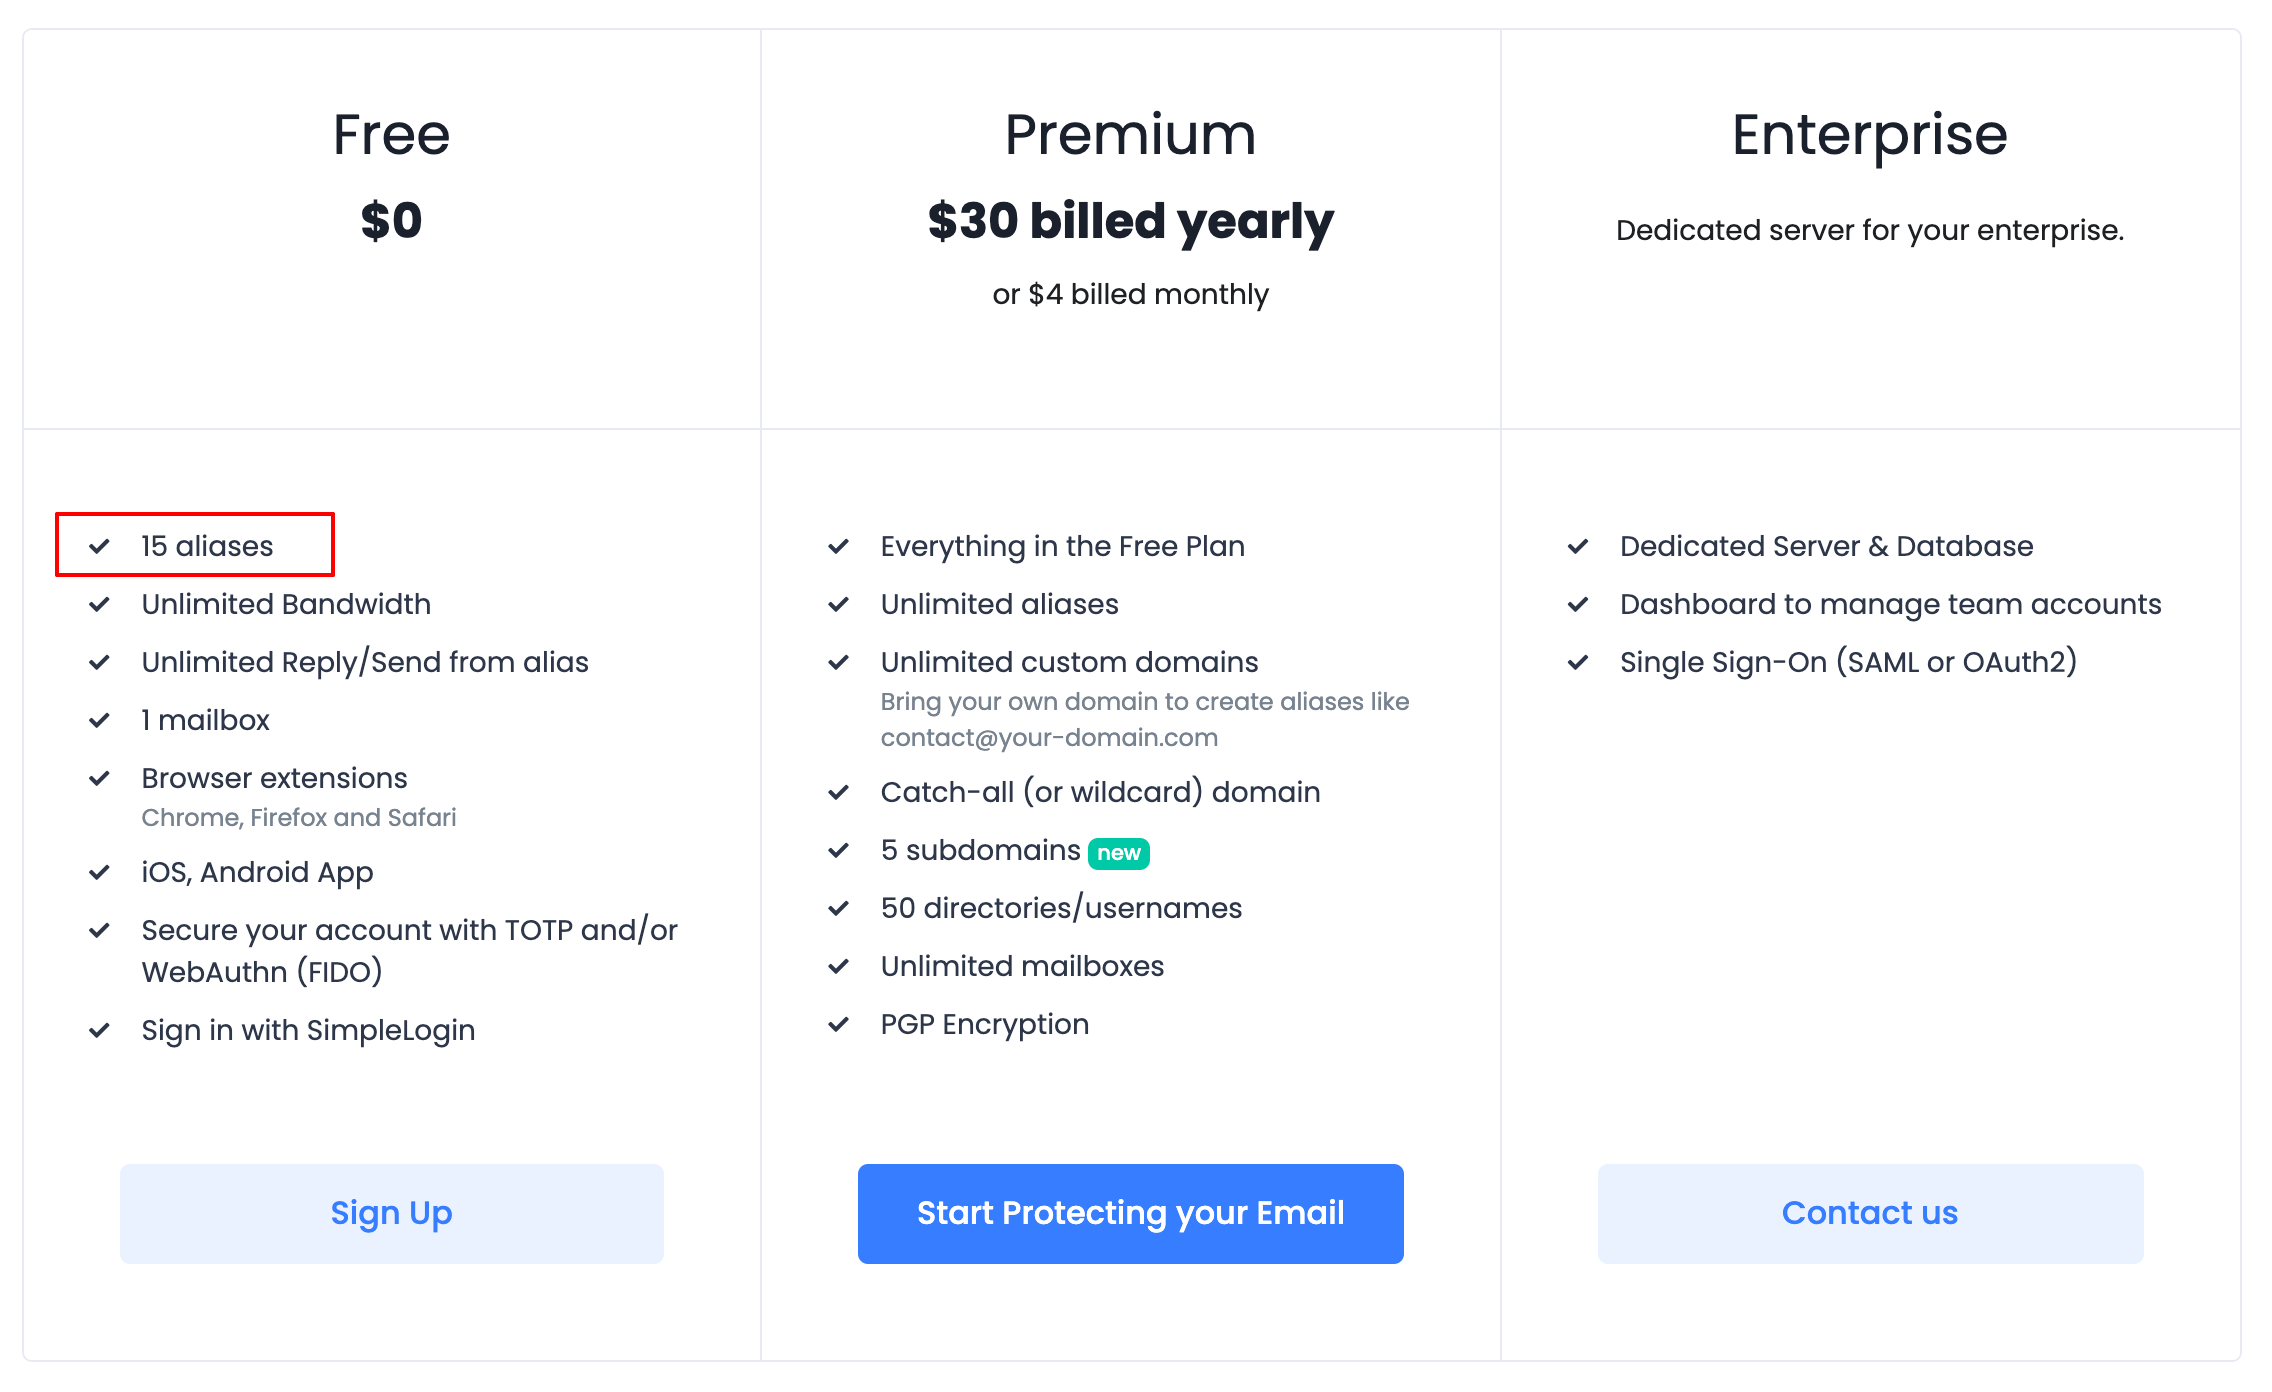 Free
$0
Premium
$30 billed yearly
or $4 billed monthly
Enterprise
Dedicated server for your enterprise.
15 aliases
Unlimited Bandwidth
Unlimited Reply/Send from alias
1 mailbox
Browser extensions
Chrome, Firefox and Safari
iOS, Android App
Secure your account with TOTP and/or
WebAuthn (FIDO)
Sign in with SimpleLogin
Sign Up
Everything in the Free Plan
Unlimited aliases
Unlimited custom domains
Bring your own domain to create aliases like
contact@your-domain.com
Catch-all (or wildcard) domain
5 subdomains new
50 directories/usernames
Unlimited mailboxes
PGP Encryption
Start Protecting your Email
Dedicated Server & Database
Dashboard to manage team accounts
Single Sign-On (SAML or OAuth2)
Contact us